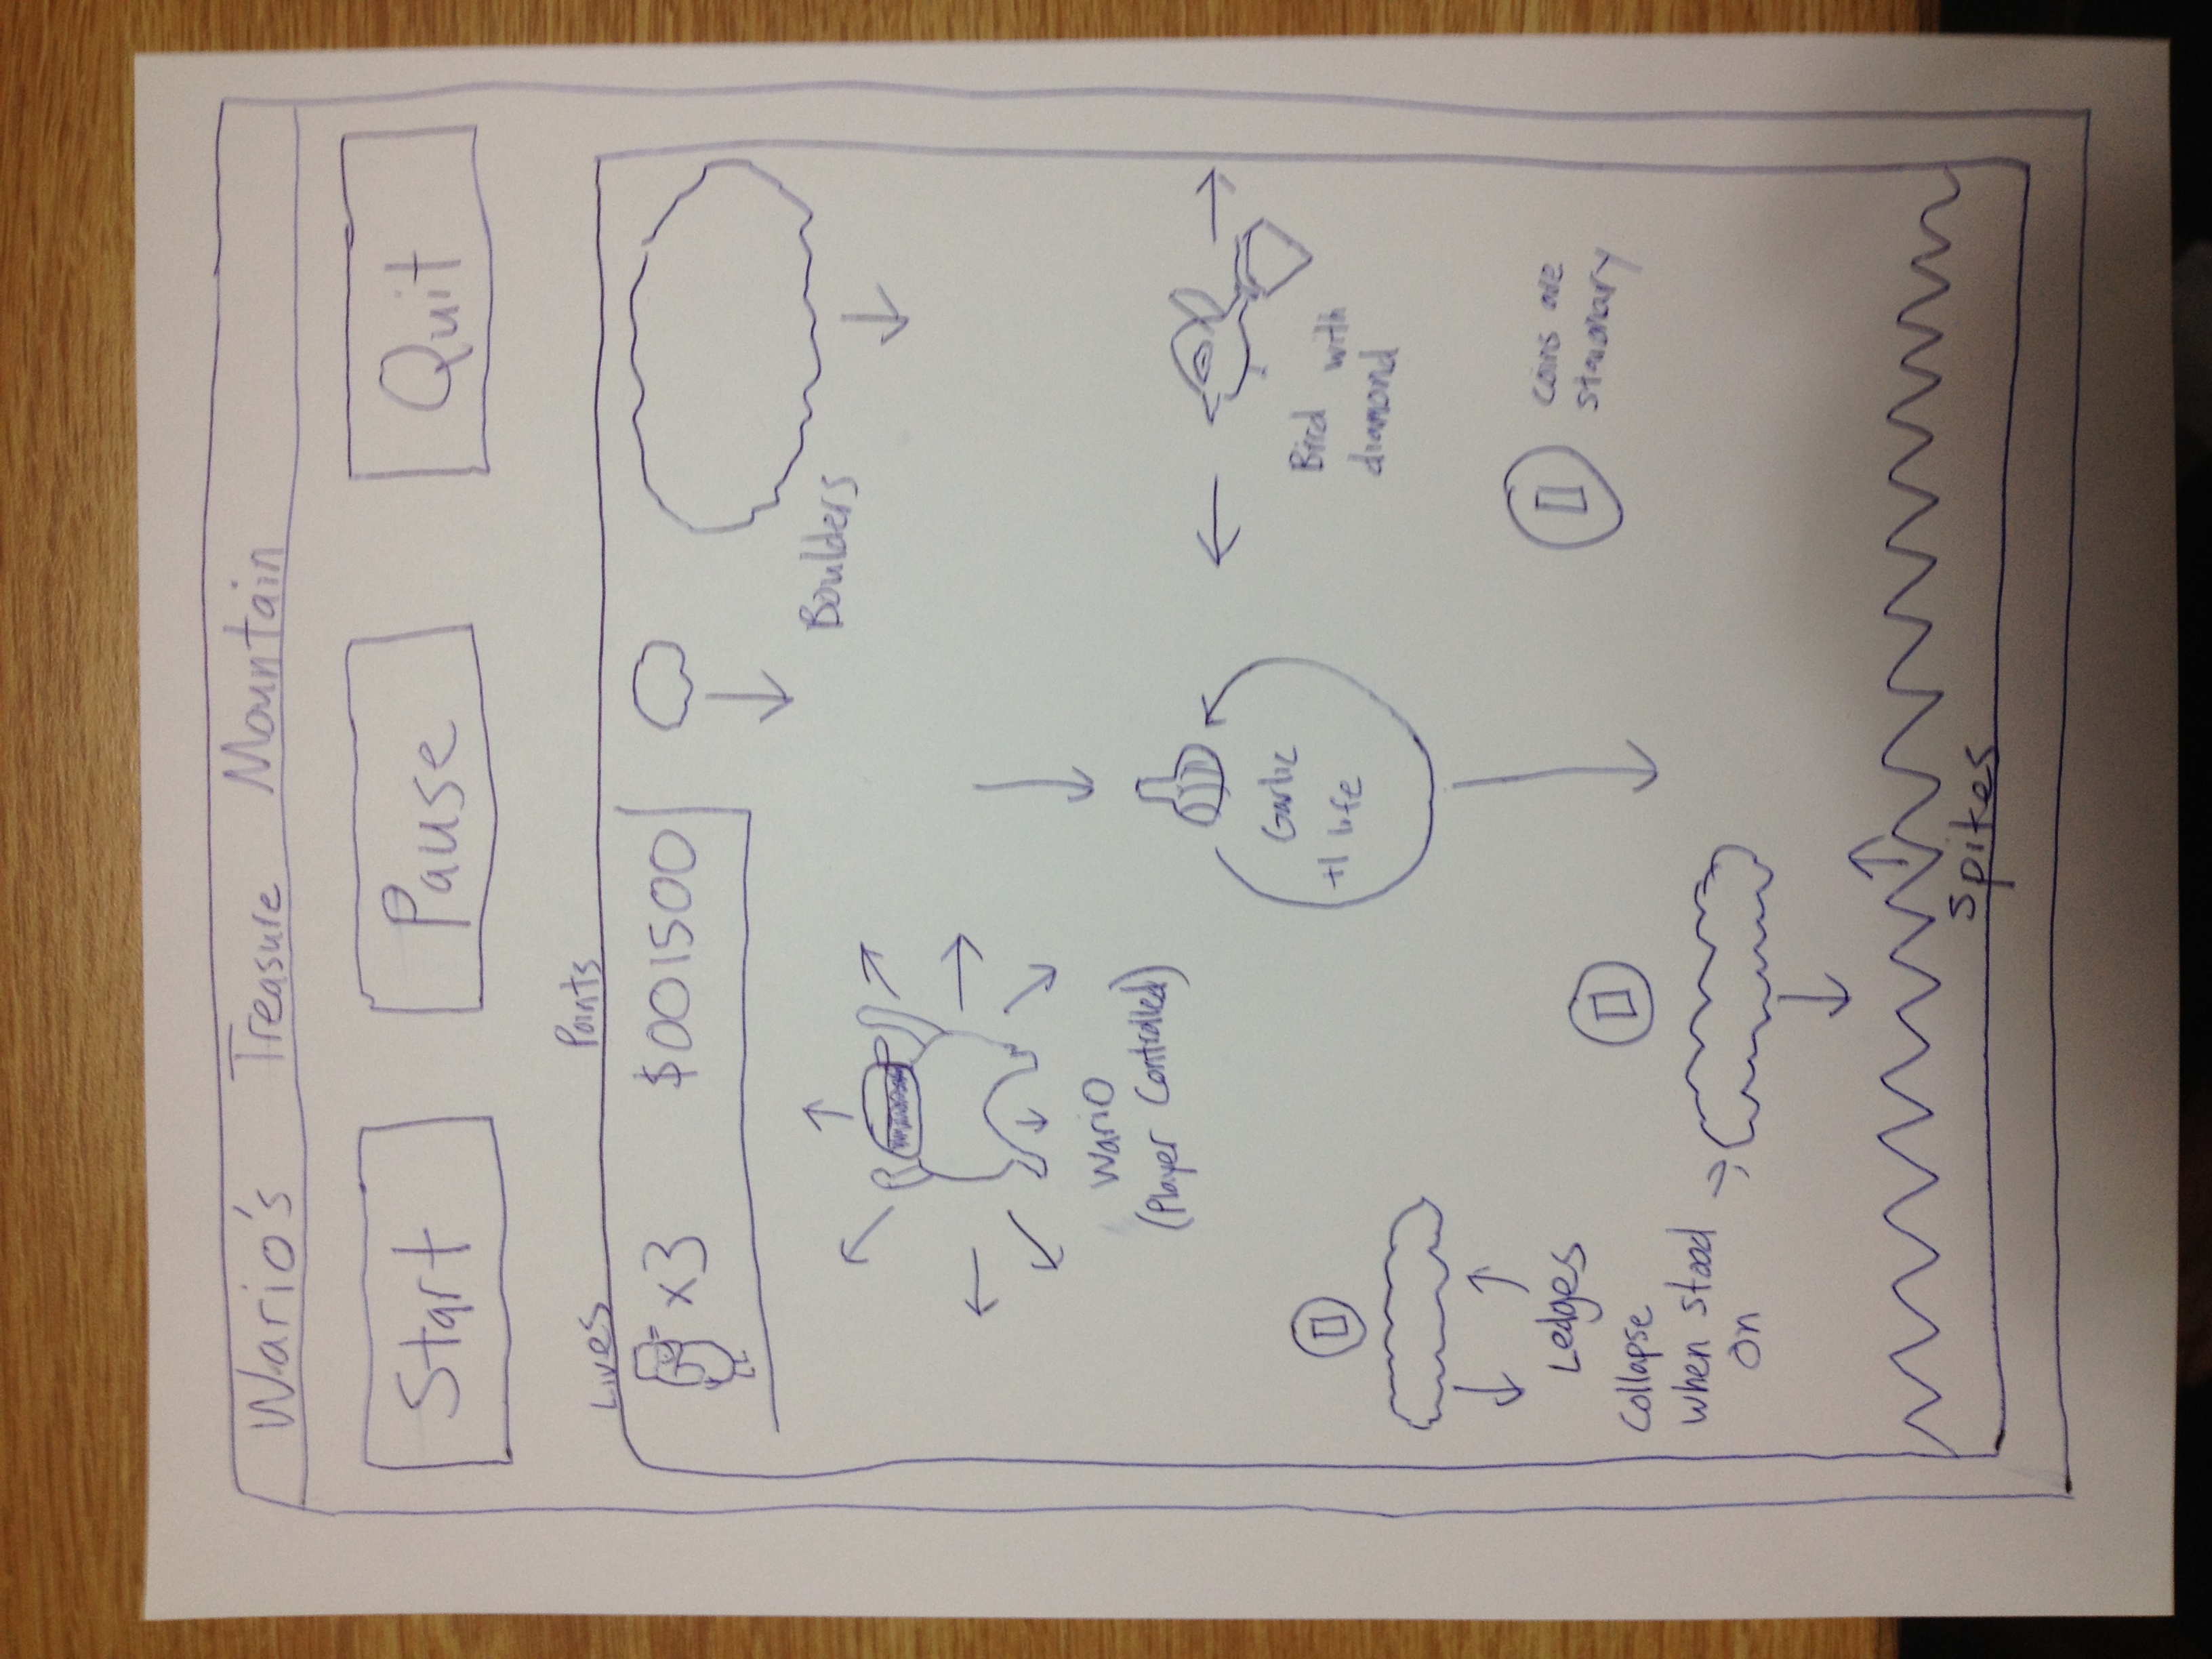 Wario's Treasure Mountain
Start Pause Quit
Lives Points
x3 $001500
Boulders
Wario
(Player Controlled)
Garlic
+1 life
Bird with
diamond
Ledges
Collapse
when stood
on
Coins are
stationary
Spikes